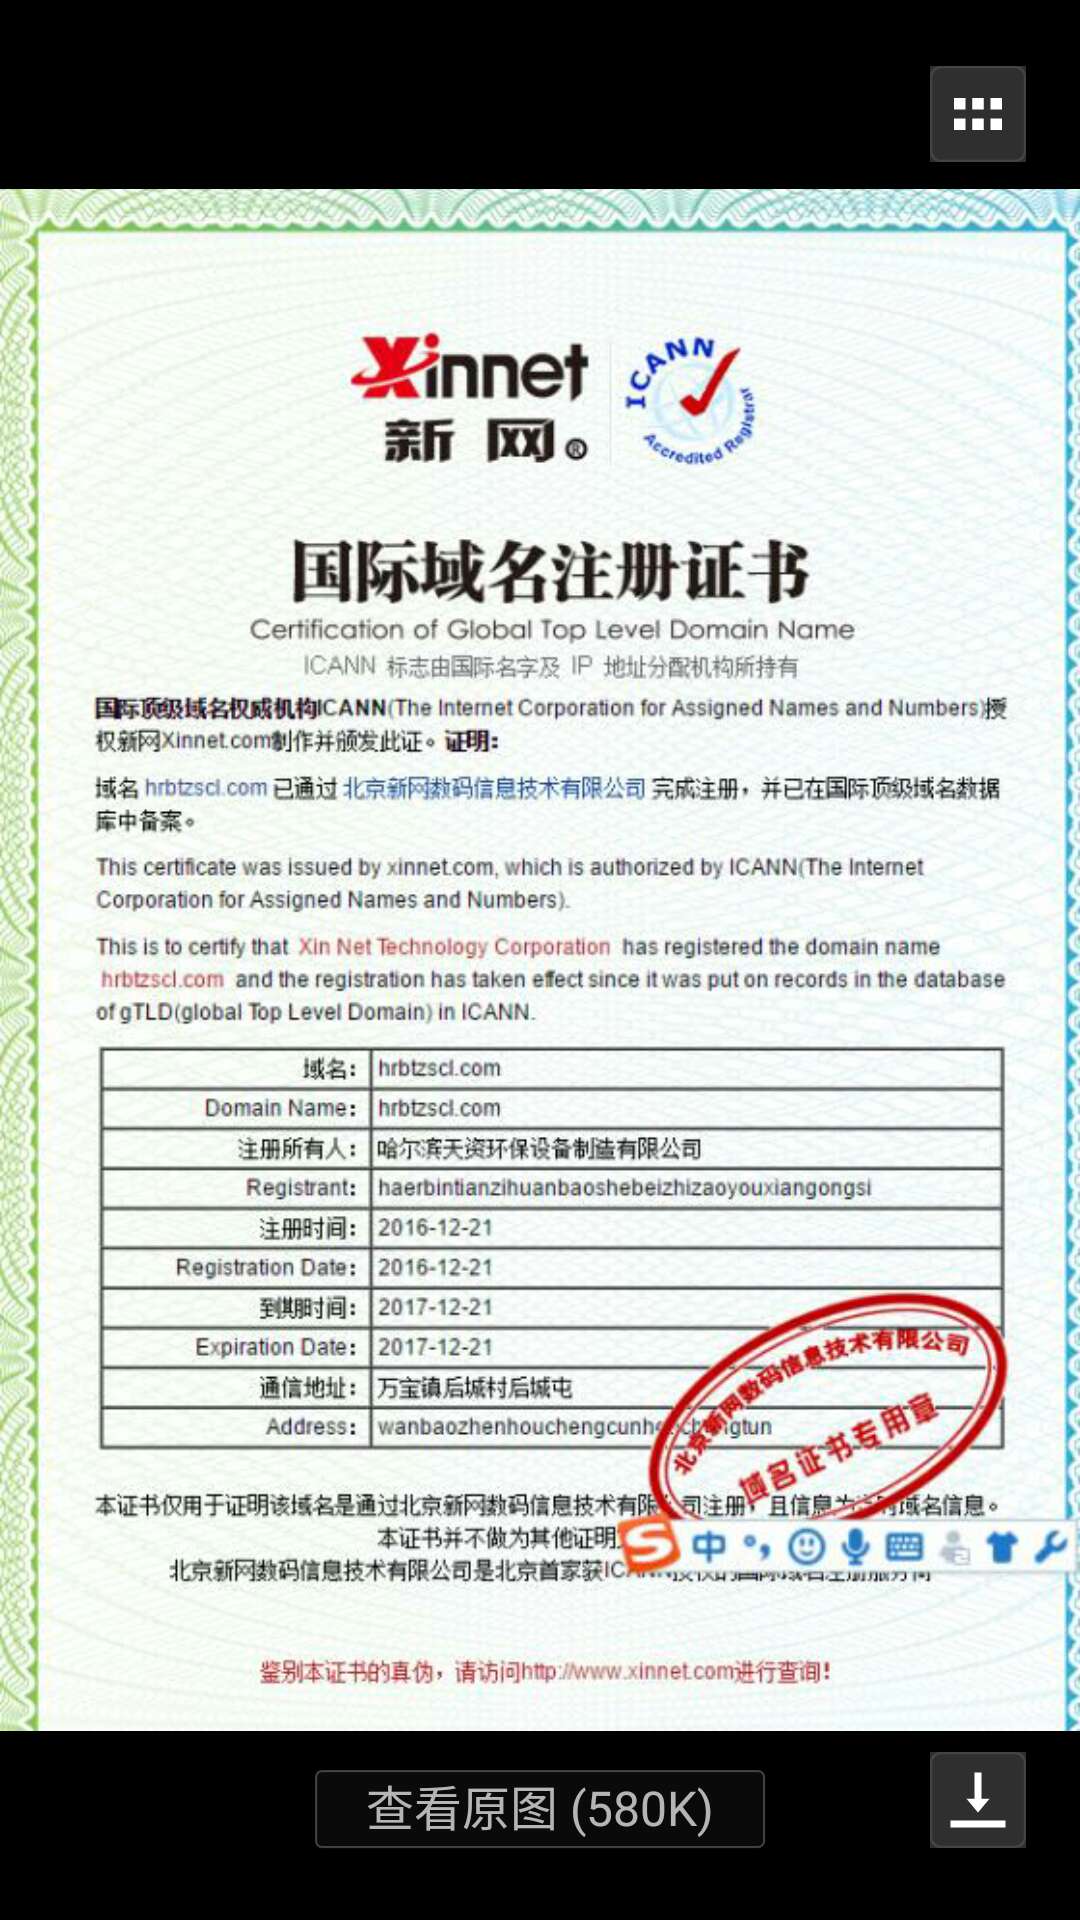 Xinnet
新网®
ICANN
Accredited Registrar
国际域名注册证书
Certification of Global Top Level Domain Name
ICANN 标志由国际名字及 IP 地址分配机构所持有
国际顶级域名权威机构ICANN(The Internet Corporation for Assigned Names and Numbers)授
权新网Xinnet.com制作并颁发此证。证明：
域名 hrbtzscl.com 已通过 北京新网数码信息技术有限公司 完成注册，并已在国际顶级域名数据
库中备案。
This certificate was issued by xinnet.com, which is authorized by ICANN(The Internet
Corporation for Assigned Names and Numbers).
This is to certify that Xin Net Technology Corporation has registered the domain name
hrbtzscl.com and the registration has taken effect since it was put on records in the database
of gTLD(global Top Level Domain) in ICANN.
域名： hrbtzscl.com
Domain Name: hrbtzscl.com
注册所有人： 哈尔滨天资环保设备制造有限公司
Registrant: haerbintianzihuanbaoshebeizhizaoyouxiangongsi
注册时间： 2016-12-21
Registration Date: 2016-12-21
到期时间： 2017-12-21
Expiration Date: 2017-12-21
通信地址： 万宝镇后城村后城屯
Address: wanbaozhenhouchengcunhouchengtun
北京新网数码信息技术有限公司
域名证书专用章
本证书仅用于证明该域名是通过北京新网数码信息技术有限公司注册，且信息为注册域名信息。
本证书并不做为其他证明
中
北京新网数码信息技术有限公司是北京首家获ICANN授权的国际域名注册服务商
鉴别本证书的真伪，请访问http://www.xinnet.com进行查询！
查看原图 (580K)